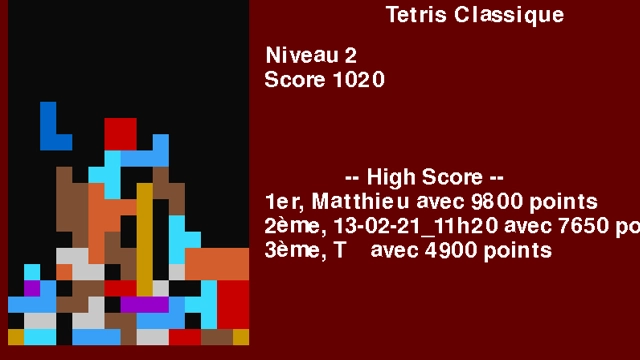 Tetris Classique
Niveau 2
Score 1020
-- High Score --
1er, Matthieu avec 9800 points
2ème, 13-02-21_11h20 avec 7650 po
3ème, T avec 4900 points